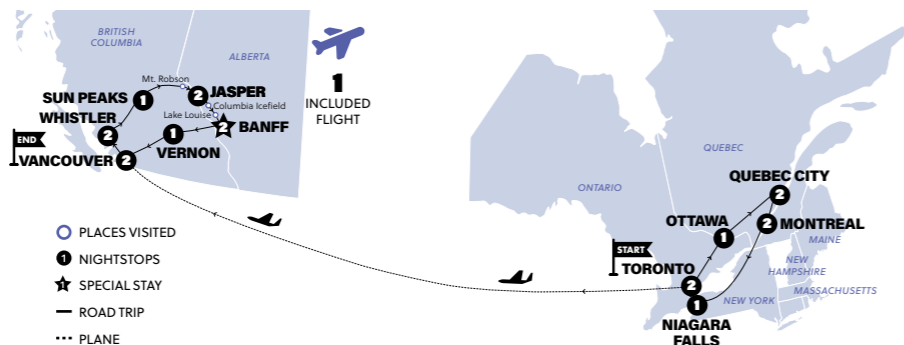 BRITISH
COLUMBIA
ALBERTA
Mt. Robson
JASPER
2
Columbia Icefield
SUN PEAKS
1
Lake Louise
WHISTLER
2
2
BANFF
1
VERNON
END
VANCOUVER
2
1
INCLUDED
FLIGHT
PLACES VISITED
1 NIGHTSTOPS
1 SPECIAL STAY
ROAD TRIP
PLANE
QUEBEC
ONTARIO
QUEBEC CITY
2
OTTAWA
1
2
MONTREAL
MAINE
START
TORONTO
2
NEW
HAMPSHIRE
MASSACHUSETTS
NEW YORK
1
NIAGARA
FALLS